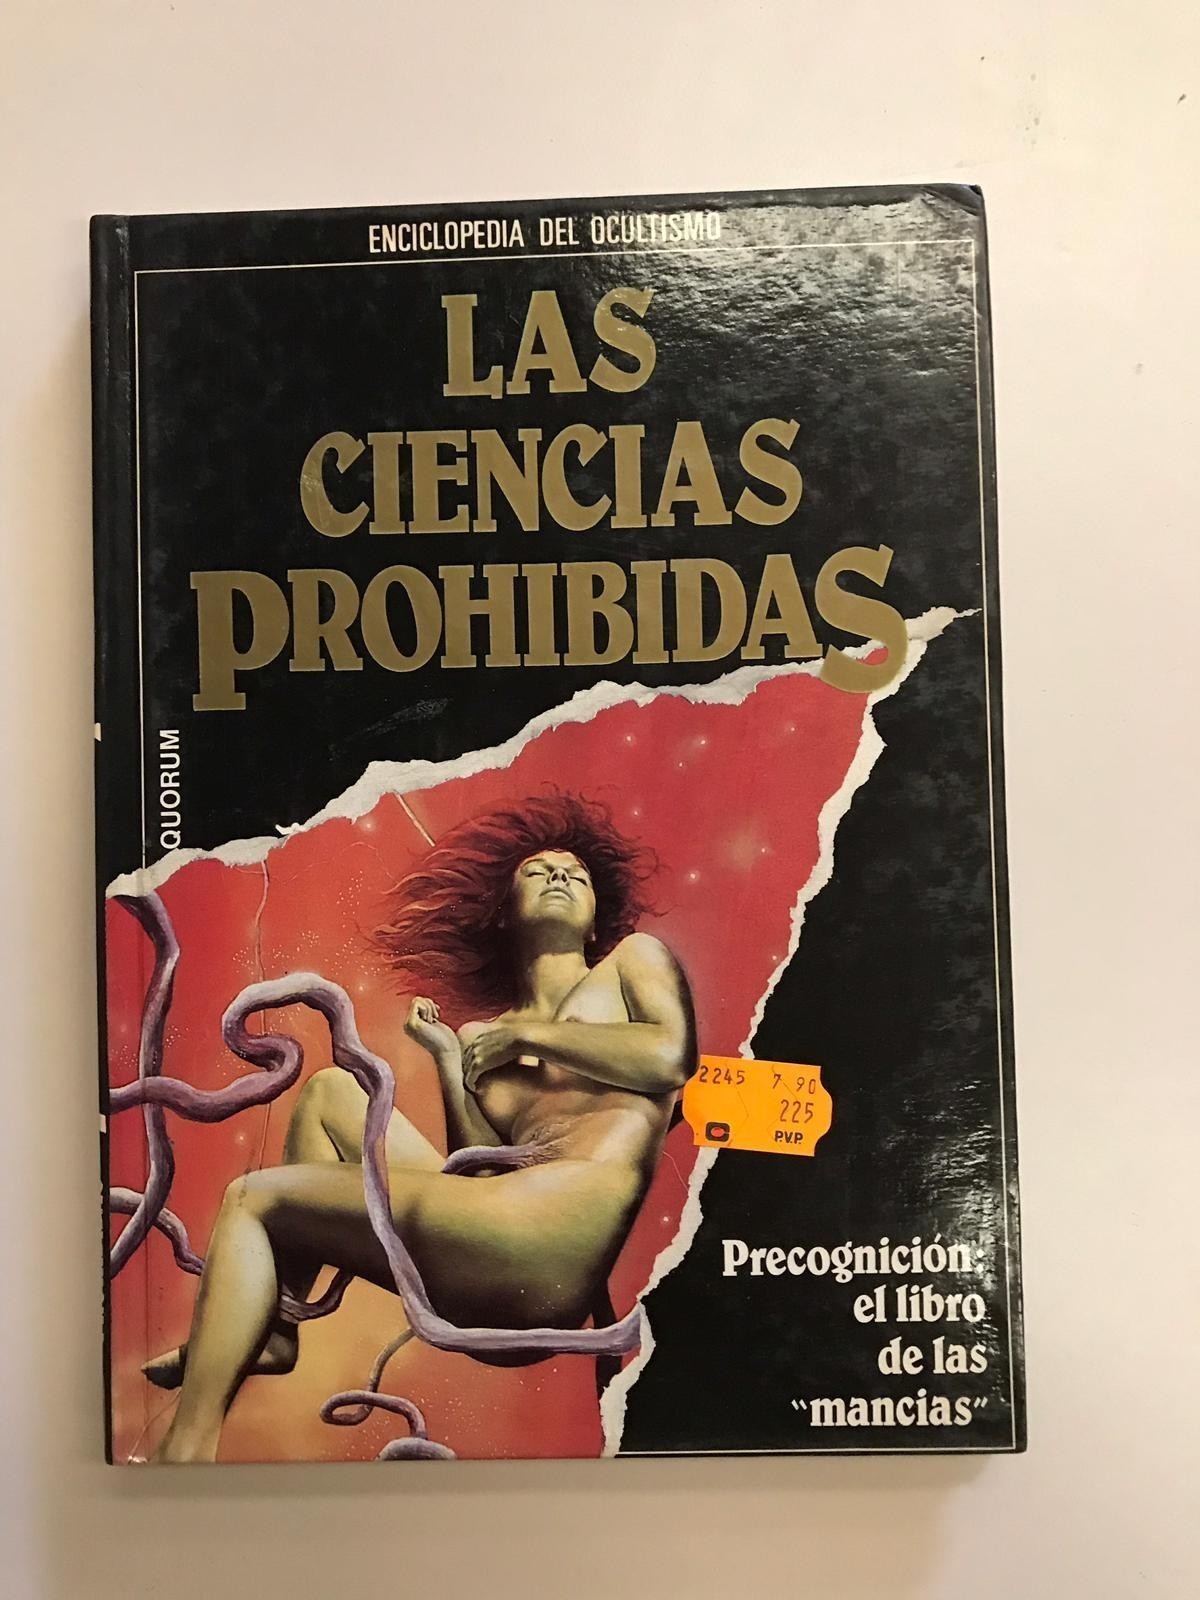 ENCICLOPEDIA DEL OCULTISMO
LAS
CIENCIAS
PROHIBIDAS
QUORUM
2245 7 90
225
C P.V.P.
Precognición:
el libro
de las
“mancias”